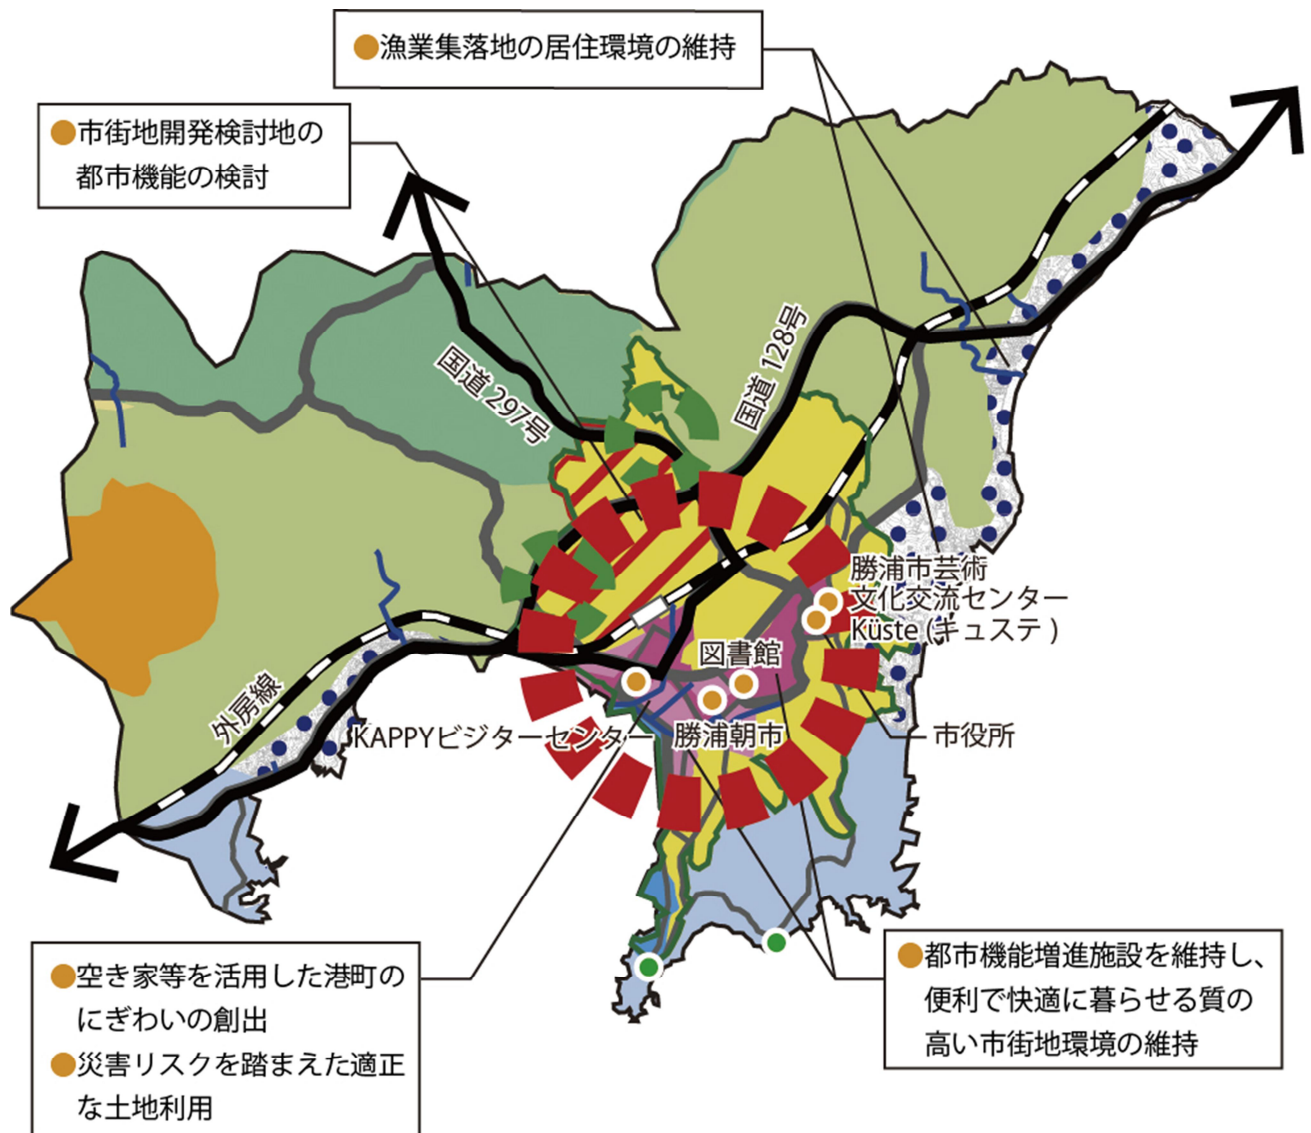 ●漁業集落地の居住環境の維持
●市街地開発検討地の
都市機能の検討
国道 297号
国道 128号
勝浦市芸術
文化交流センター
Küste (キュステ )
図書館
外房線
KAPPYビジターセンター
勝浦朝市
市役所
●空き家等を活用した港町の
にぎわいの創出
●災害リスクを踏まえた適正
な土地利用
●都市機能増進施設を維持し、
便利で快適に暮らせる質の
高い市街地環境の維持